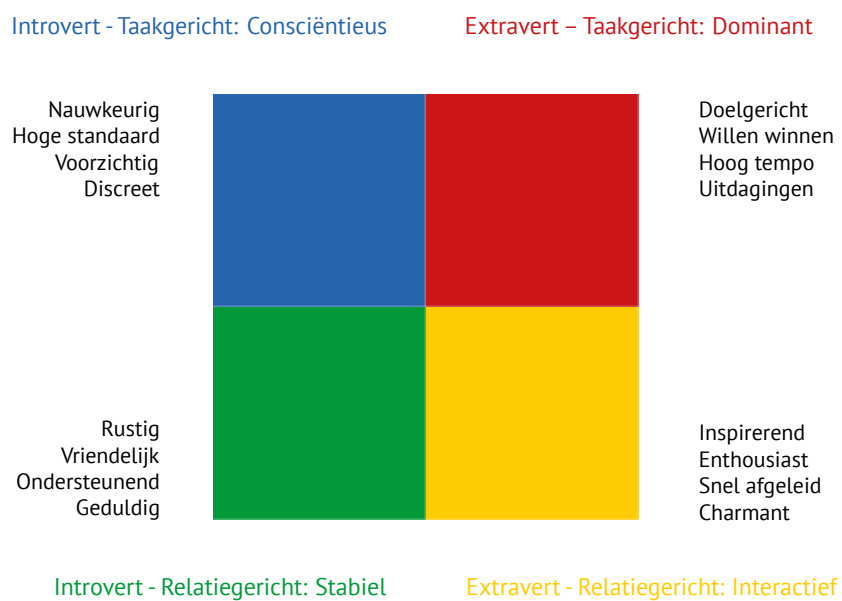 Introvert - Taakgericht: Consciëntieus
Extravert – Taakgericht: Dominant
Nauwkeurig
Hoge standaard
Voorzichtig
Discreet
Doelgericht
Willen winnen
Hoog tempo
Uitdagingen
Rustig
Vriendelijk
Ondersteunend
Geduldig
Inspirerend
Enthousiast
Snel afgeleid
Charmant
Introvert - Relatiegericht: Stabiel
Extravert - Relatiegericht: Interactief